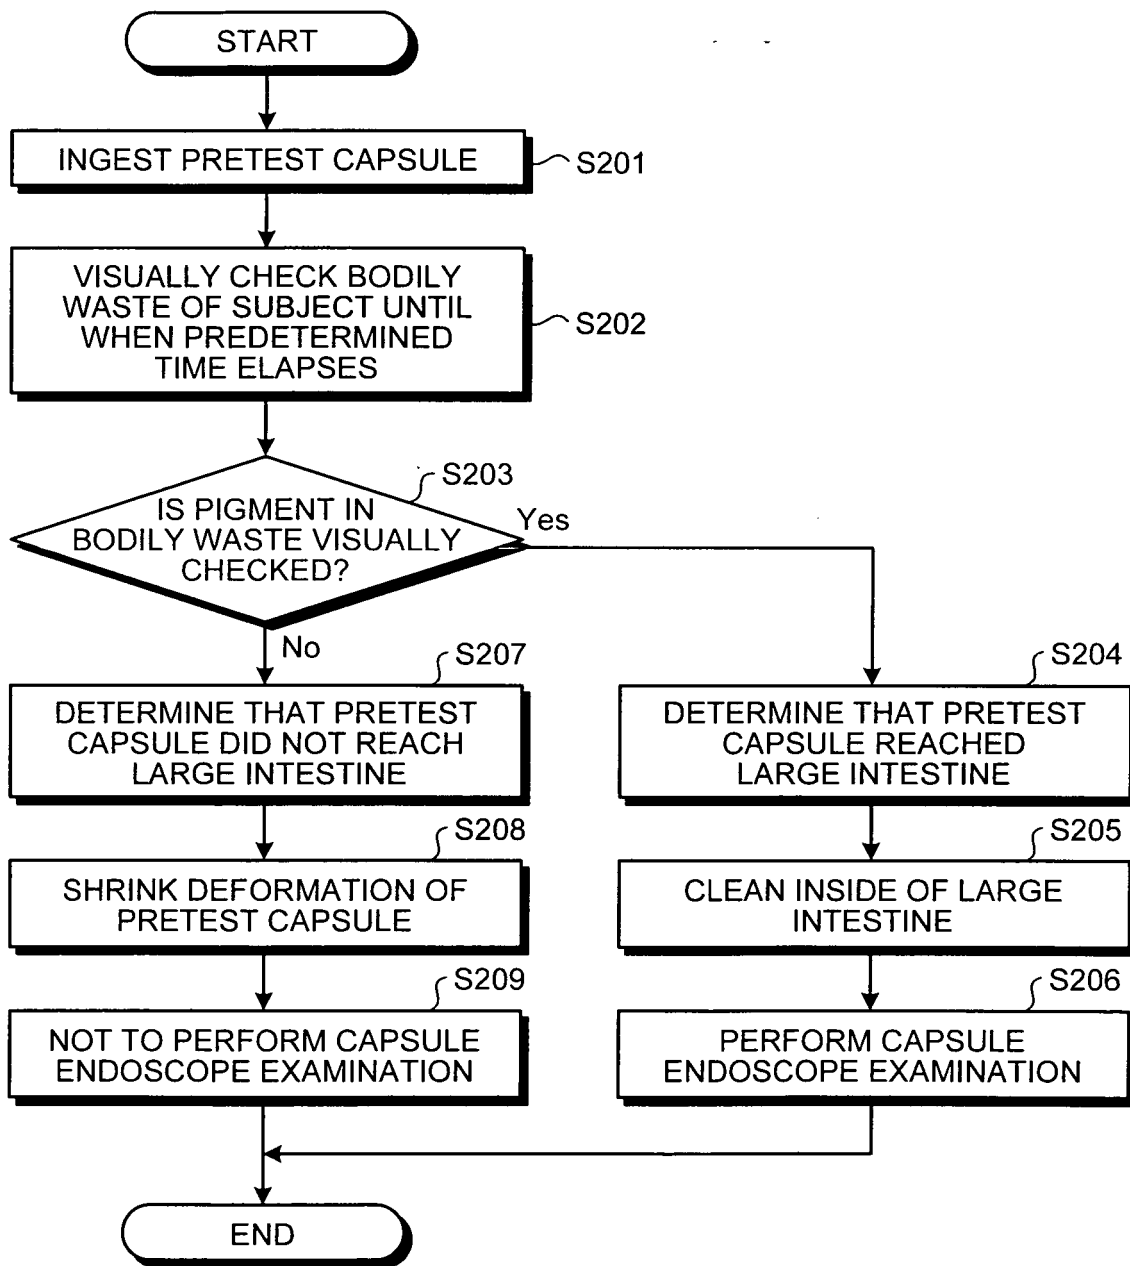 START
INGEST PRETEST CAPSULE
S201
VISUALLY CHECK BODILY
WASTE OF SUBJECT UNTIL
WHEN PREDETERMINED
TIME ELAPSES
S202
S203
IS PIGMENT IN
BODILY WASTE VISUALLY
CHECKED?
Yes
No
S207
DETERMINE THAT PRETEST
CAPSULE DID NOT REACH
LARGE INTESTINE
S204
DETERMINE THAT PRETEST
CAPSULE REACHED
LARGE INTESTINE
S208
SHRINK DEFORMATION OF
PRETEST CAPSULE
S205
CLEAN INSIDE OF LARGE
INTESTINE
S209
NOT TO PERFORM CAPSULE
ENDOSCOPE EXAMINATION
S206
PERFORM CAPSULE
ENDOSCOPE EXAMINATION
END